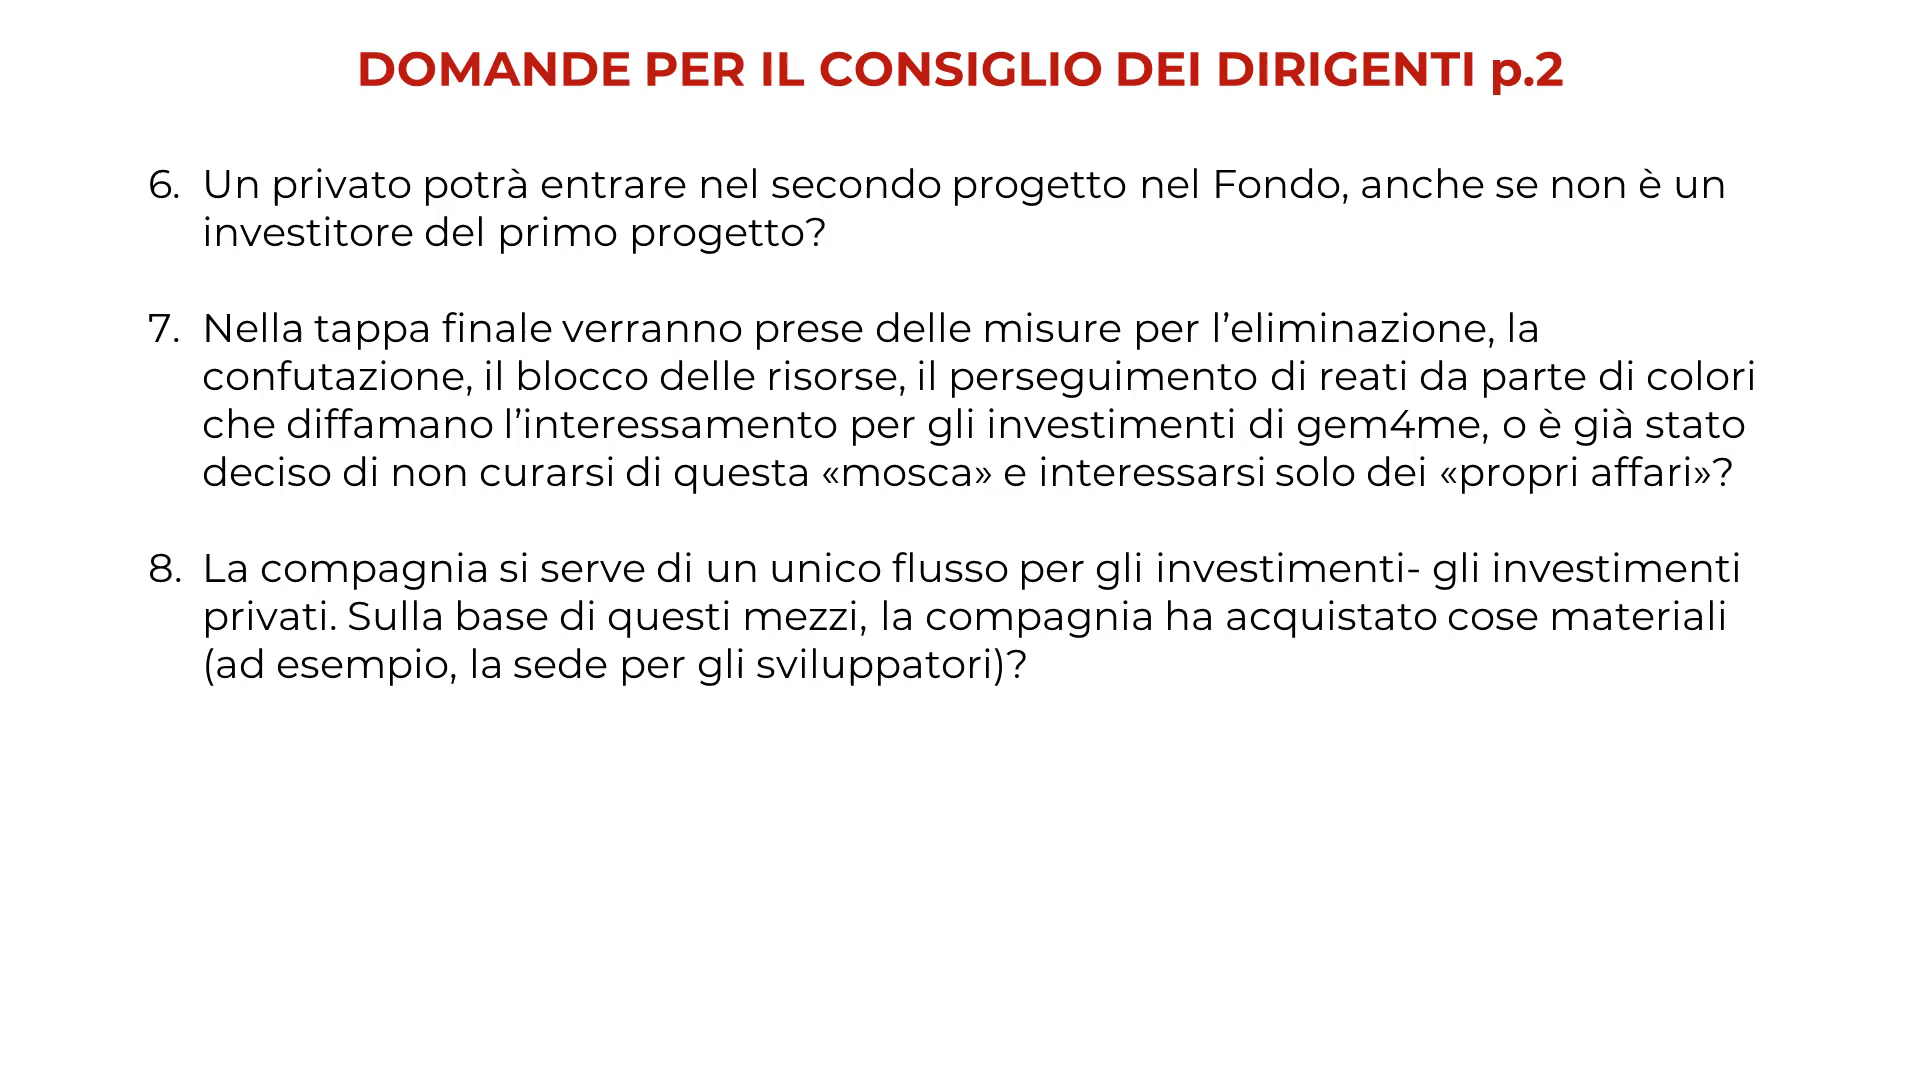 DOMANDE PER IL CONSIGLIO DEI DIRIGENTI p.2
6. Un privato potrà entrare nel secondo progetto nel Fondo, anche se non è un
investitore del primo progetto?
7. Nella tappa finale verranno prese delle misure per l’eliminazione, la
confutazione, il blocco delle risorse, il perseguimento di reati da parte di colori
che diffamano l’interessamento per gli investimenti di gem4me, o è già stato
deciso di non curarsi di questa «mosca» e interessarsi solo dei «propri affari»?
8. La compagnia si serve di un unico flusso per gli investimenti- gli investimenti
privati. Sulla base di questi mezzi, la compagnia ha acquistato cose materiali
(ad esempio, la sede per gli sviluppatori)?